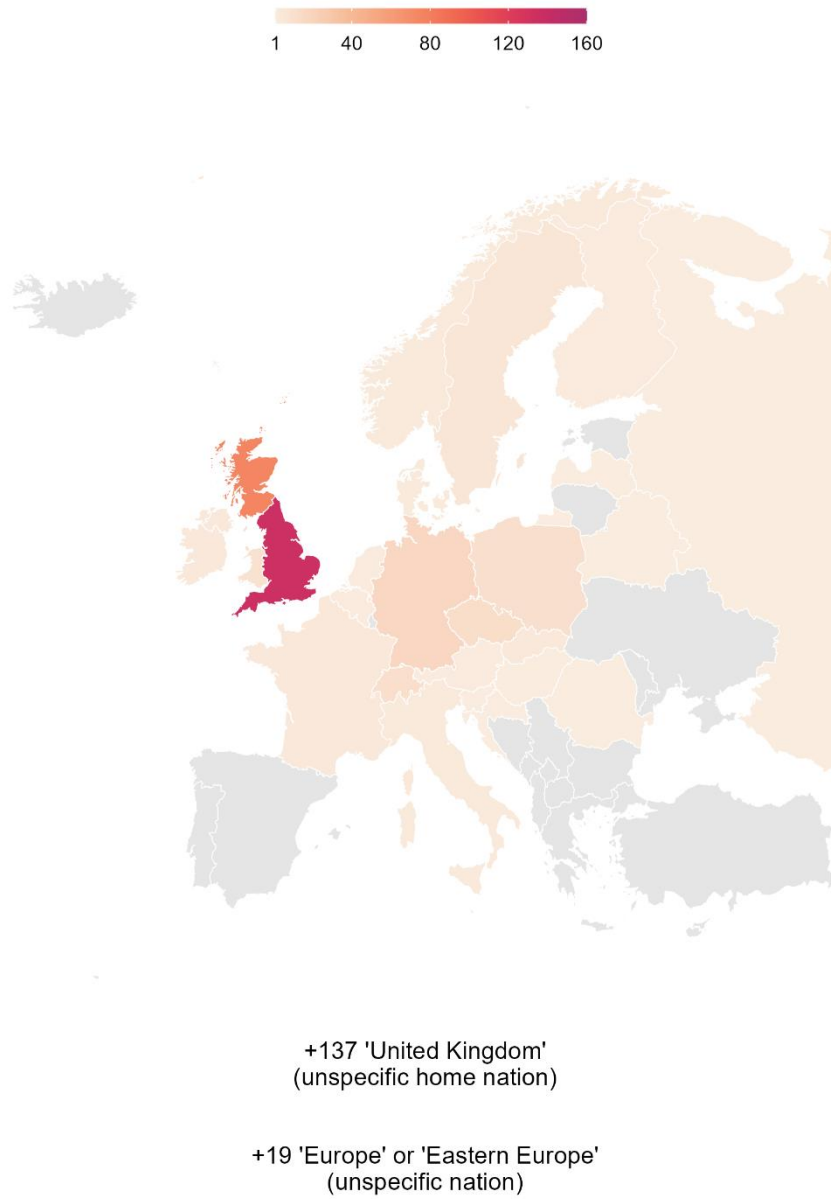 1 40 80 120 160
+137 'United Kingdom'
(unspecific home nation)
+19 'Europe' or 'Eastern Europe'
(unspecific nation)